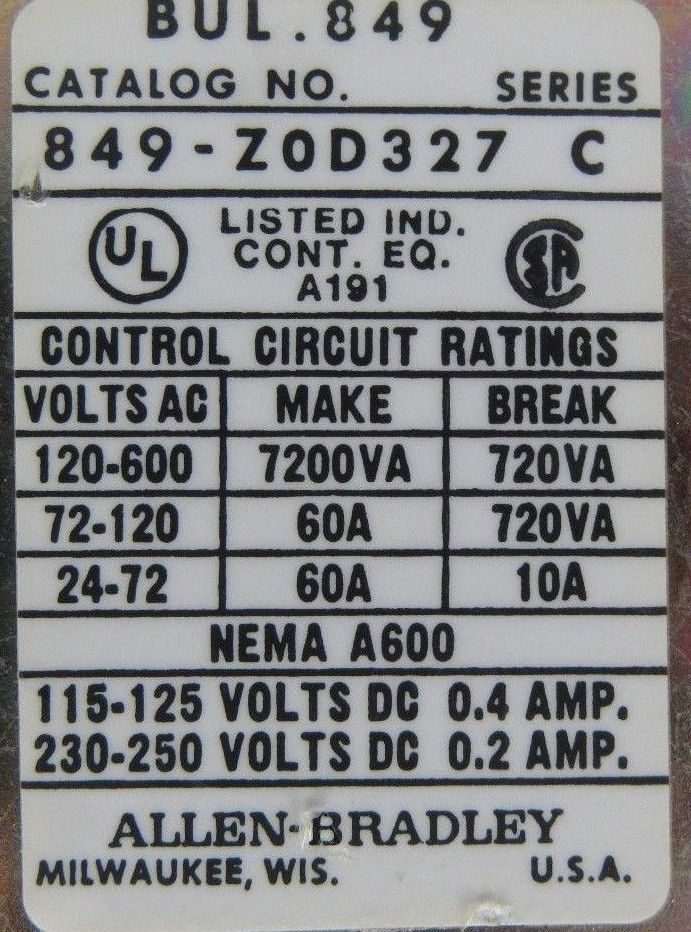 BUL. 849
CATALOG NO. SERIES
849-Z0D327 C
UL LISTED IND. CONT. EQ. A191 SA
CONTROL CIRCUIT RATINGS
VOLTS AC MAKE BREAK
120-600 7200VA 720VA
72-120 60A 720VA
24-72 60A 10A
NEMA A600
115-125 VOLTS DC 0.4 AMP.
230-250 VOLTS DC 0.2 AMP.
ALLEN-BRADLEY
MILWAUKEE, WIS. U.S.A.